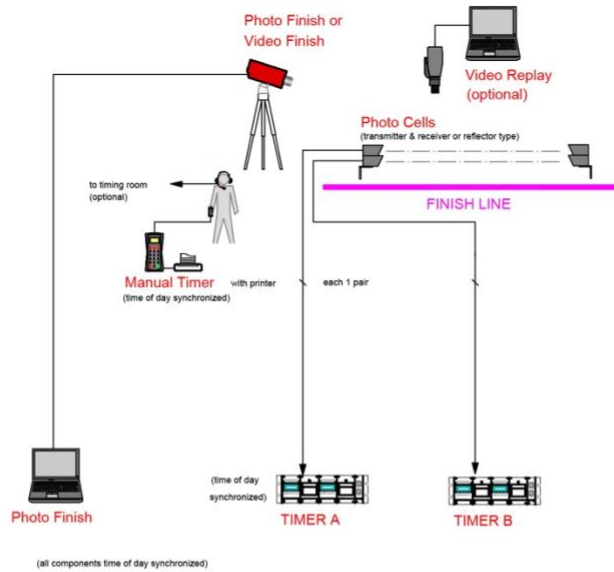 Photo Finish or
Video Finish
Video Replay
(optional)
Photo Cells
(transmitter & receiver or reflector type)
to timing room
(optional)
FINISH LINE
Manual Timer
with printer
each 1 pair
(time of day synchronized)
(time of day
synchronized)
Photo Finish
TIMER A
TIMER B
(all components time of day synchronized)